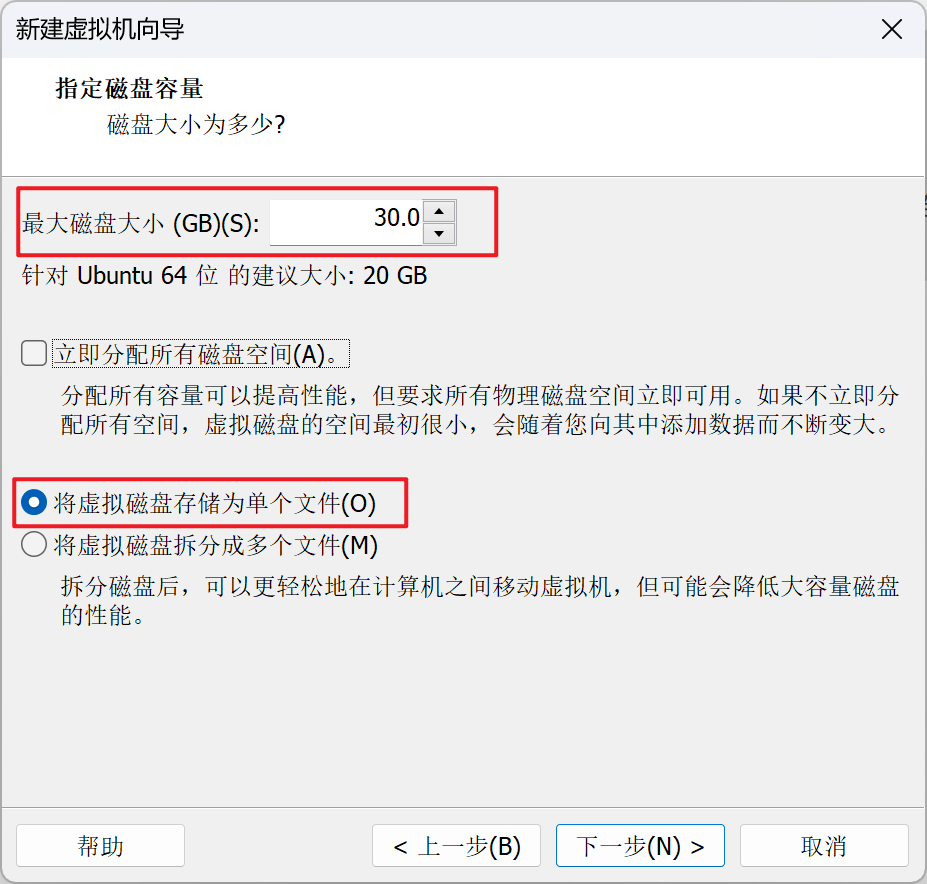 新建虚拟机向导
指定磁盘容量
磁盘大小为多少?
最大磁盘大小 (GB)(S): 30.0
针对 Ubuntu 64 位 的建议大小: 20 GB
立即分配所有磁盘空间(A)。
分配所有容量可以提高性能，但要求所有物理磁盘空间立即可用。如果不立即分
配所有空间，虚拟磁盘的空间最初很小，会随着您向其中添加数据而不断变大。
将虚拟磁盘存储为单个文件(O)
将虚拟磁盘拆分成多个文件(M)
拆分磁盘后，可以更轻松地在计算机之间移动虚拟机，但可能会降低大容量磁盘
的性能。
帮助 < 上一步(B) 下一步(N) > 取消